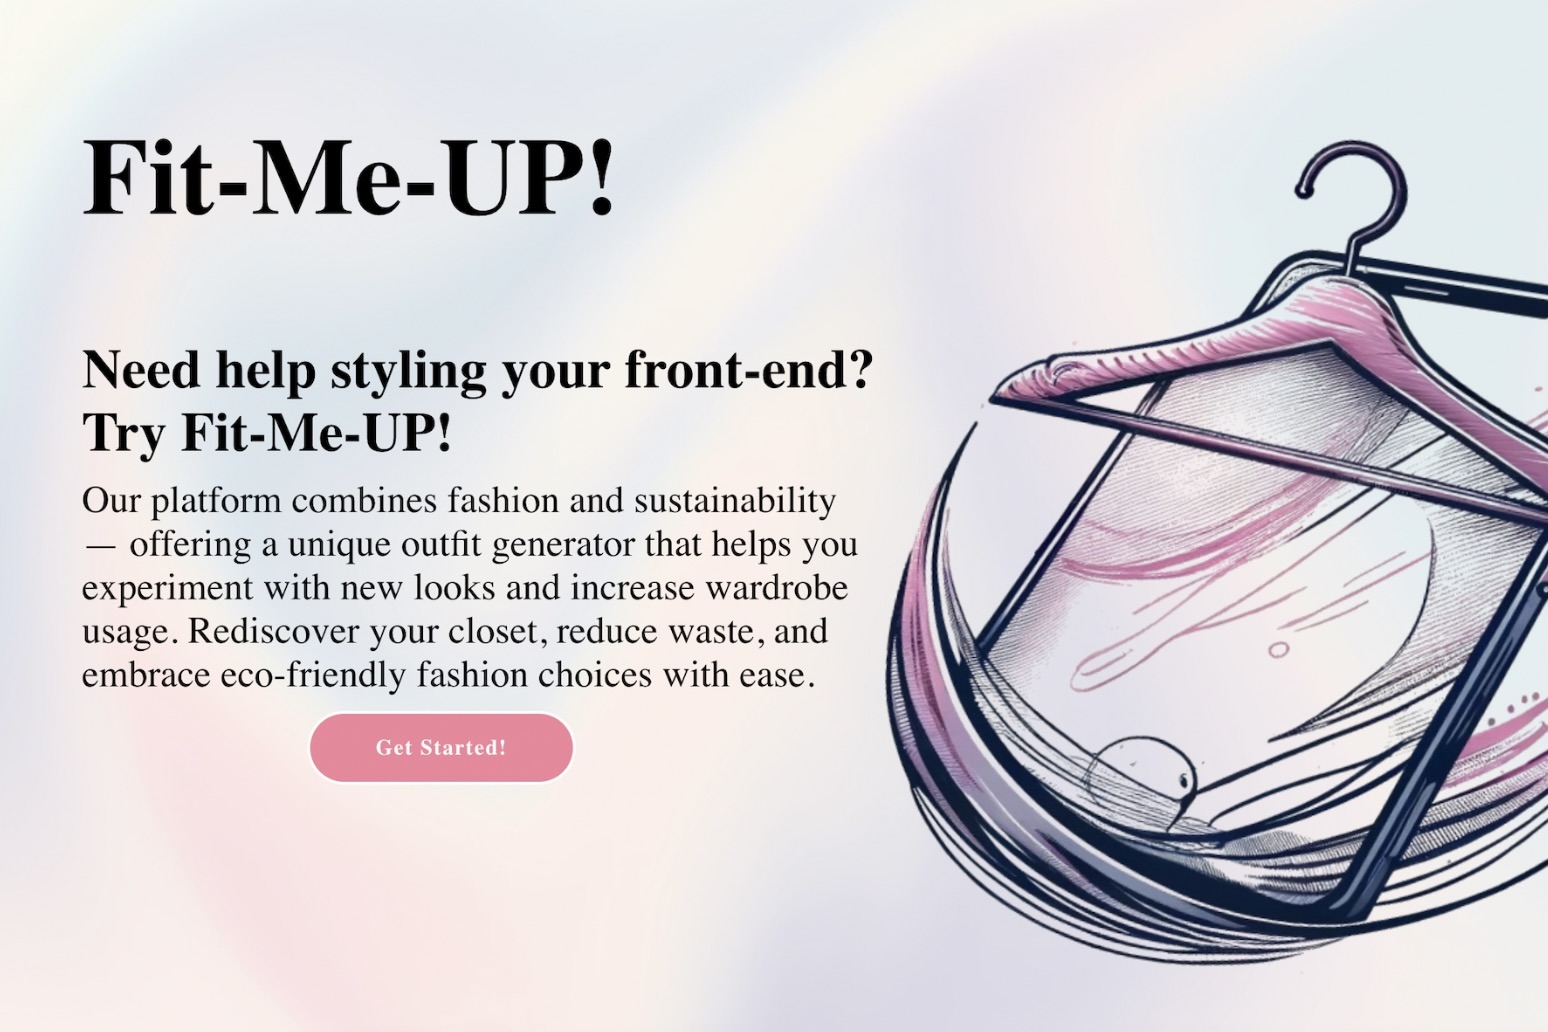 Fit-Me-UP!
Need help styling your front-end?
Try Fit-Me-UP!
Our platform combines fashion and sustainability
— offering a unique outfit generator that helps you
experiment with new looks and increase wardrobe
usage. Rediscover your closet, reduce waste, and
embrace eco-friendly fashion choices with ease.
Get Started!